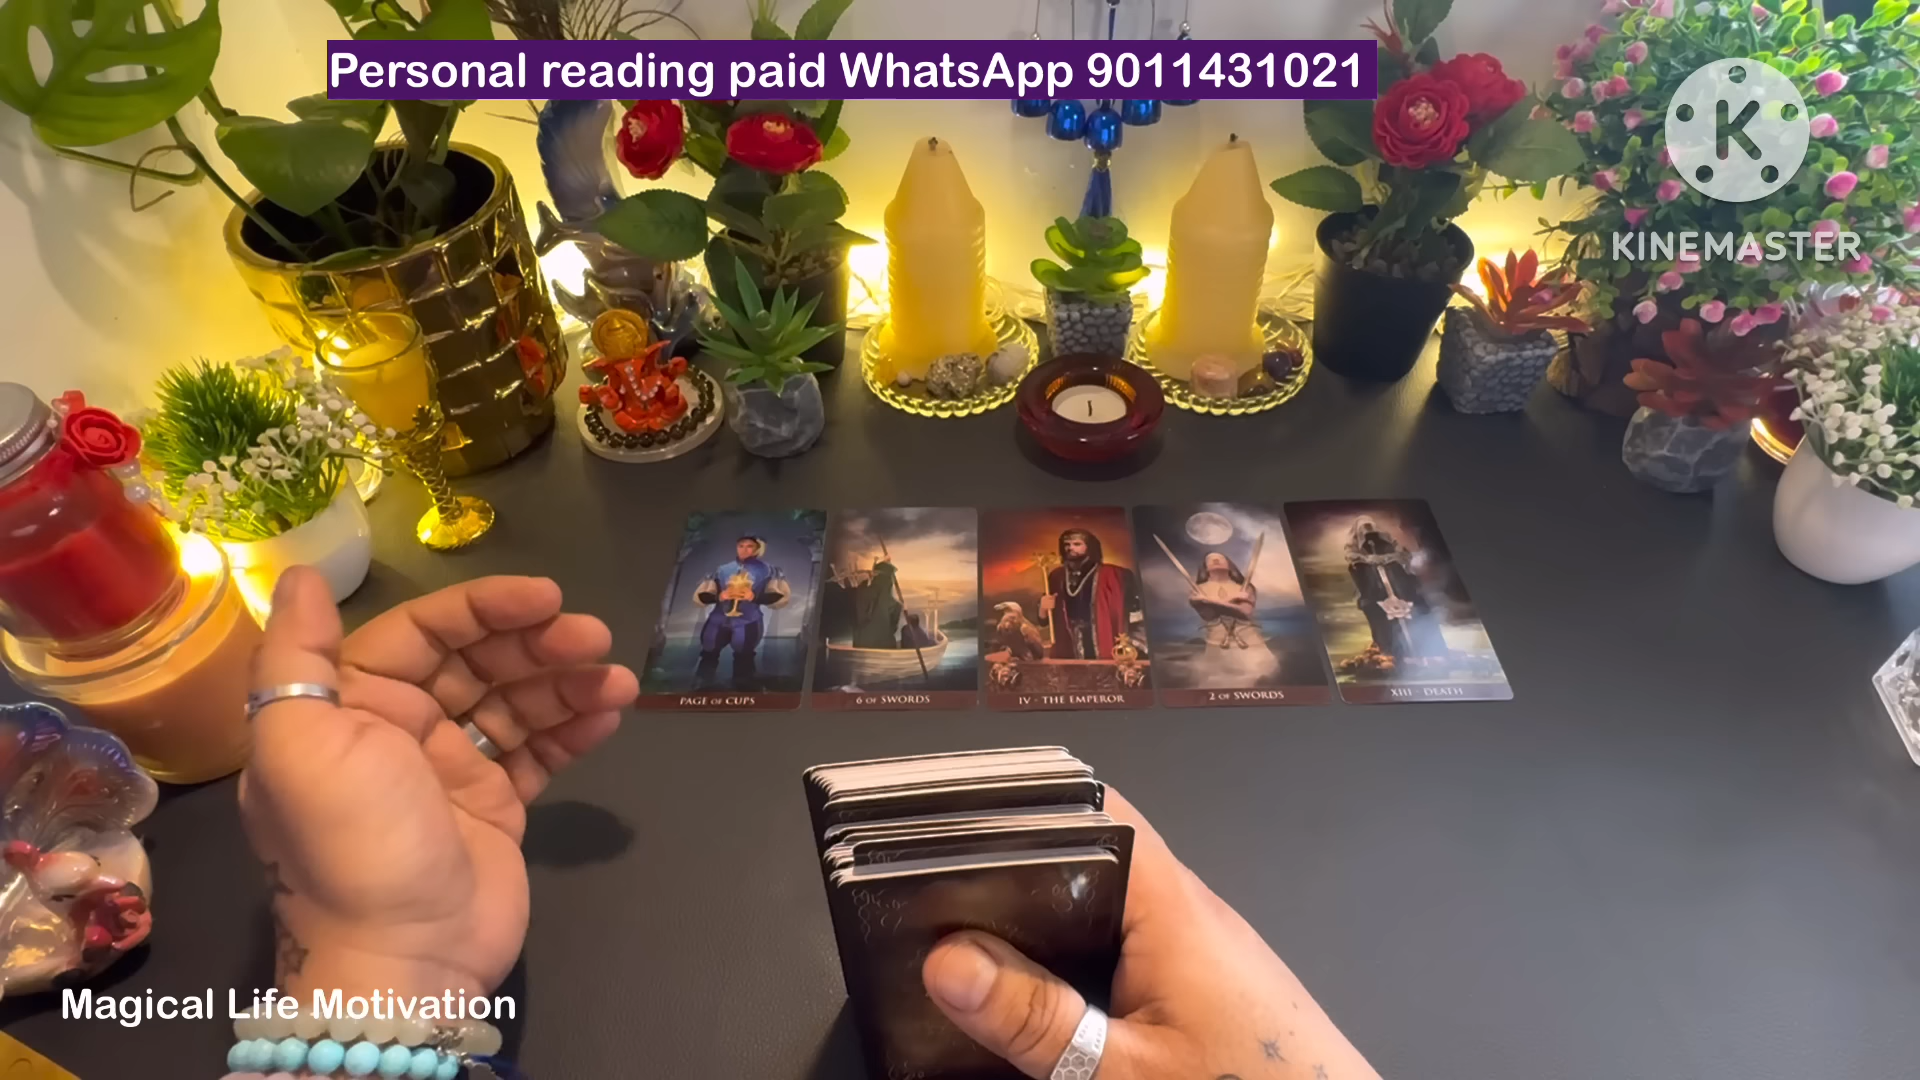 Personal reading paid WhatsApp 9011431021
K
KINEMASTER
PAGE OF CUPS
6 OF SWORDS
IV - THE EMPEROR
2 OF SWORDS
XIII - DEATH
Magical Life Motivation